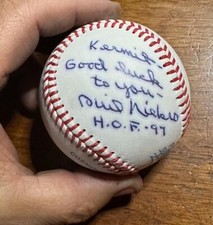 Kermit -
Good luck
to you -
Phil Niekro
H.O.F. - 97